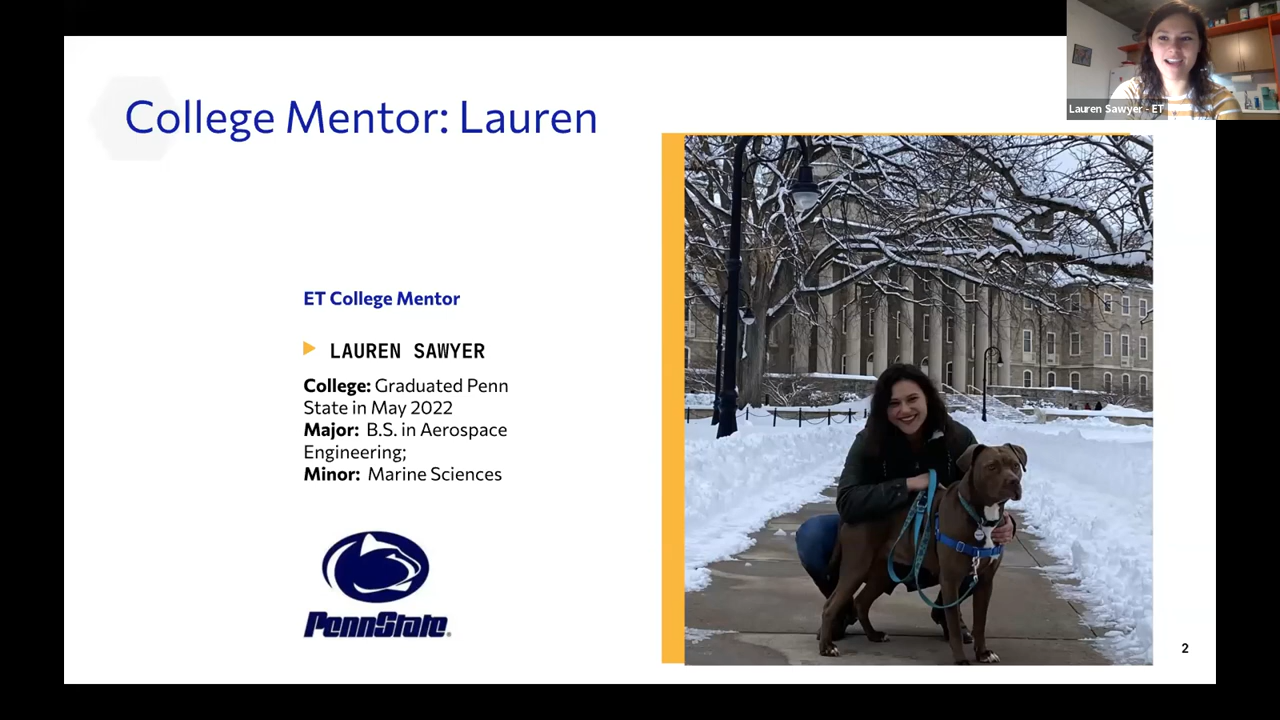 Lauren Sawyer - ET
College Mentor: Lauren
ET College Mentor
LAUREN SAWYER
College: Graduated Penn
State in May 2022
Major: B.S. in Aerospace
Engineering;
Minor: Marine Sciences
PennState
2